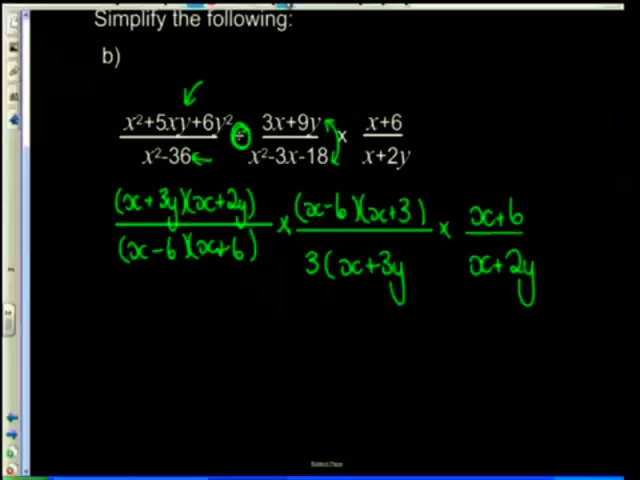 Simplify the following:
b)
x²+5xy+6y² ÷ 3x+9y x x+6
x²-36 x²-3x-18 x+2y
(x+3y)(x+2y) × (x-6)(x+3) × x+6
(x-6)(x+6) 3(x+3y x+2y